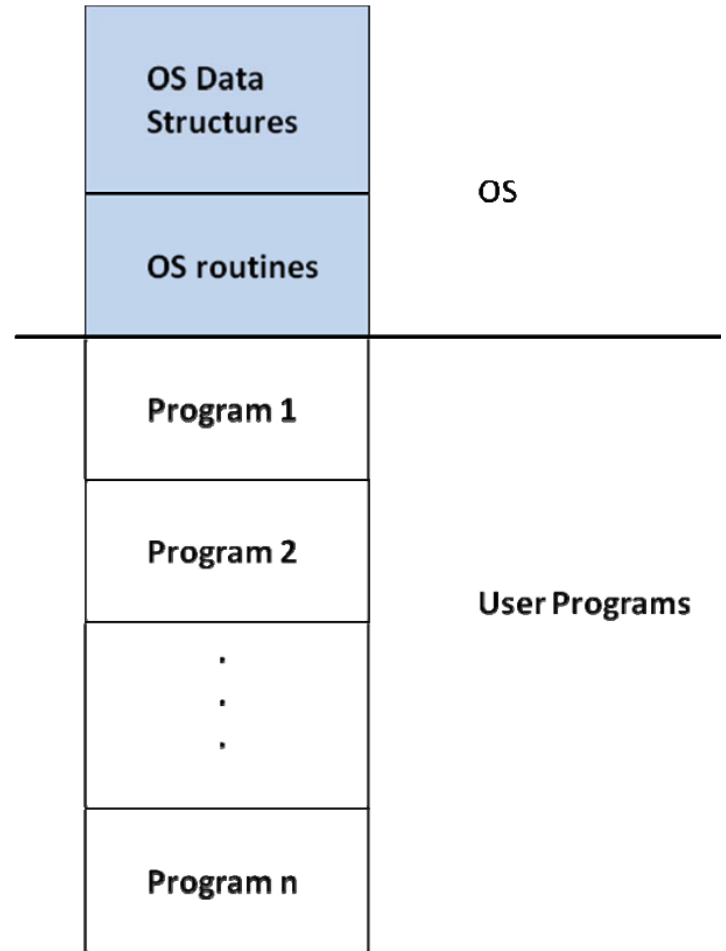 OS Data
Structures
OS
OS routines
Program 1
Program 2
.
.
.
User Programs
Program n